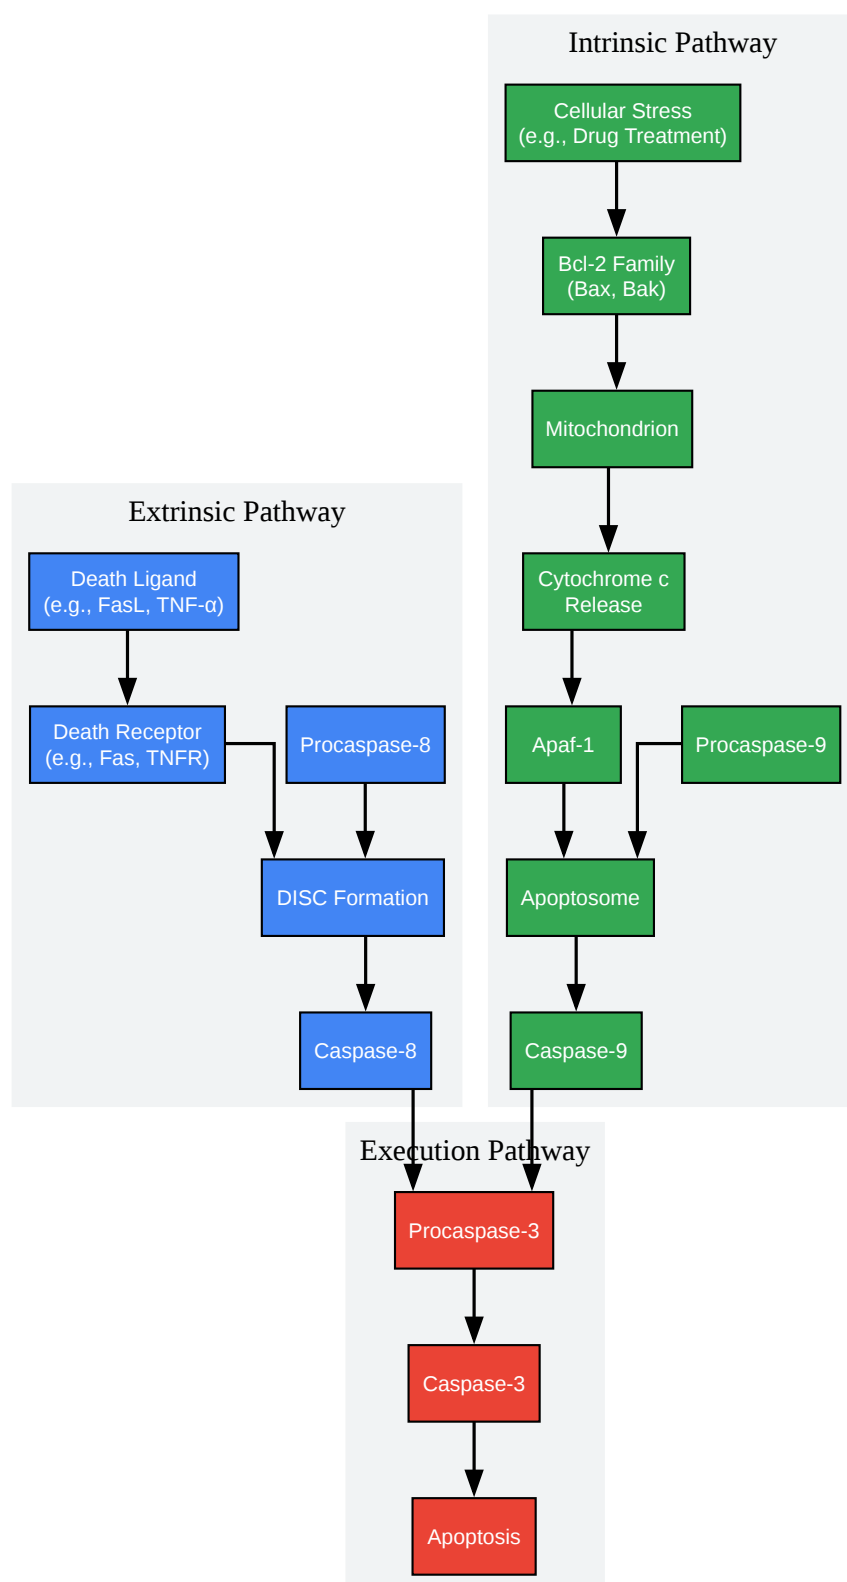 Intrinsic Pathway
Cellular Stress
(e.g., Drug Treatment)
Bcl-2 Family
(Bax, Bak)
Mitochondrion
Cytochrome c
Release
Apaf-1
Procaspase-9
Apoptosome
Caspase-9
Extrinsic Pathway
Death Ligand
(e.g., FasL, TNF-α)
Death Receptor
(e.g., Fas, TNFR)
Procaspase-8
DISC Formation
Caspase-8
Execution Pathway
Procaspase-3
Caspase-3
Apoptosis